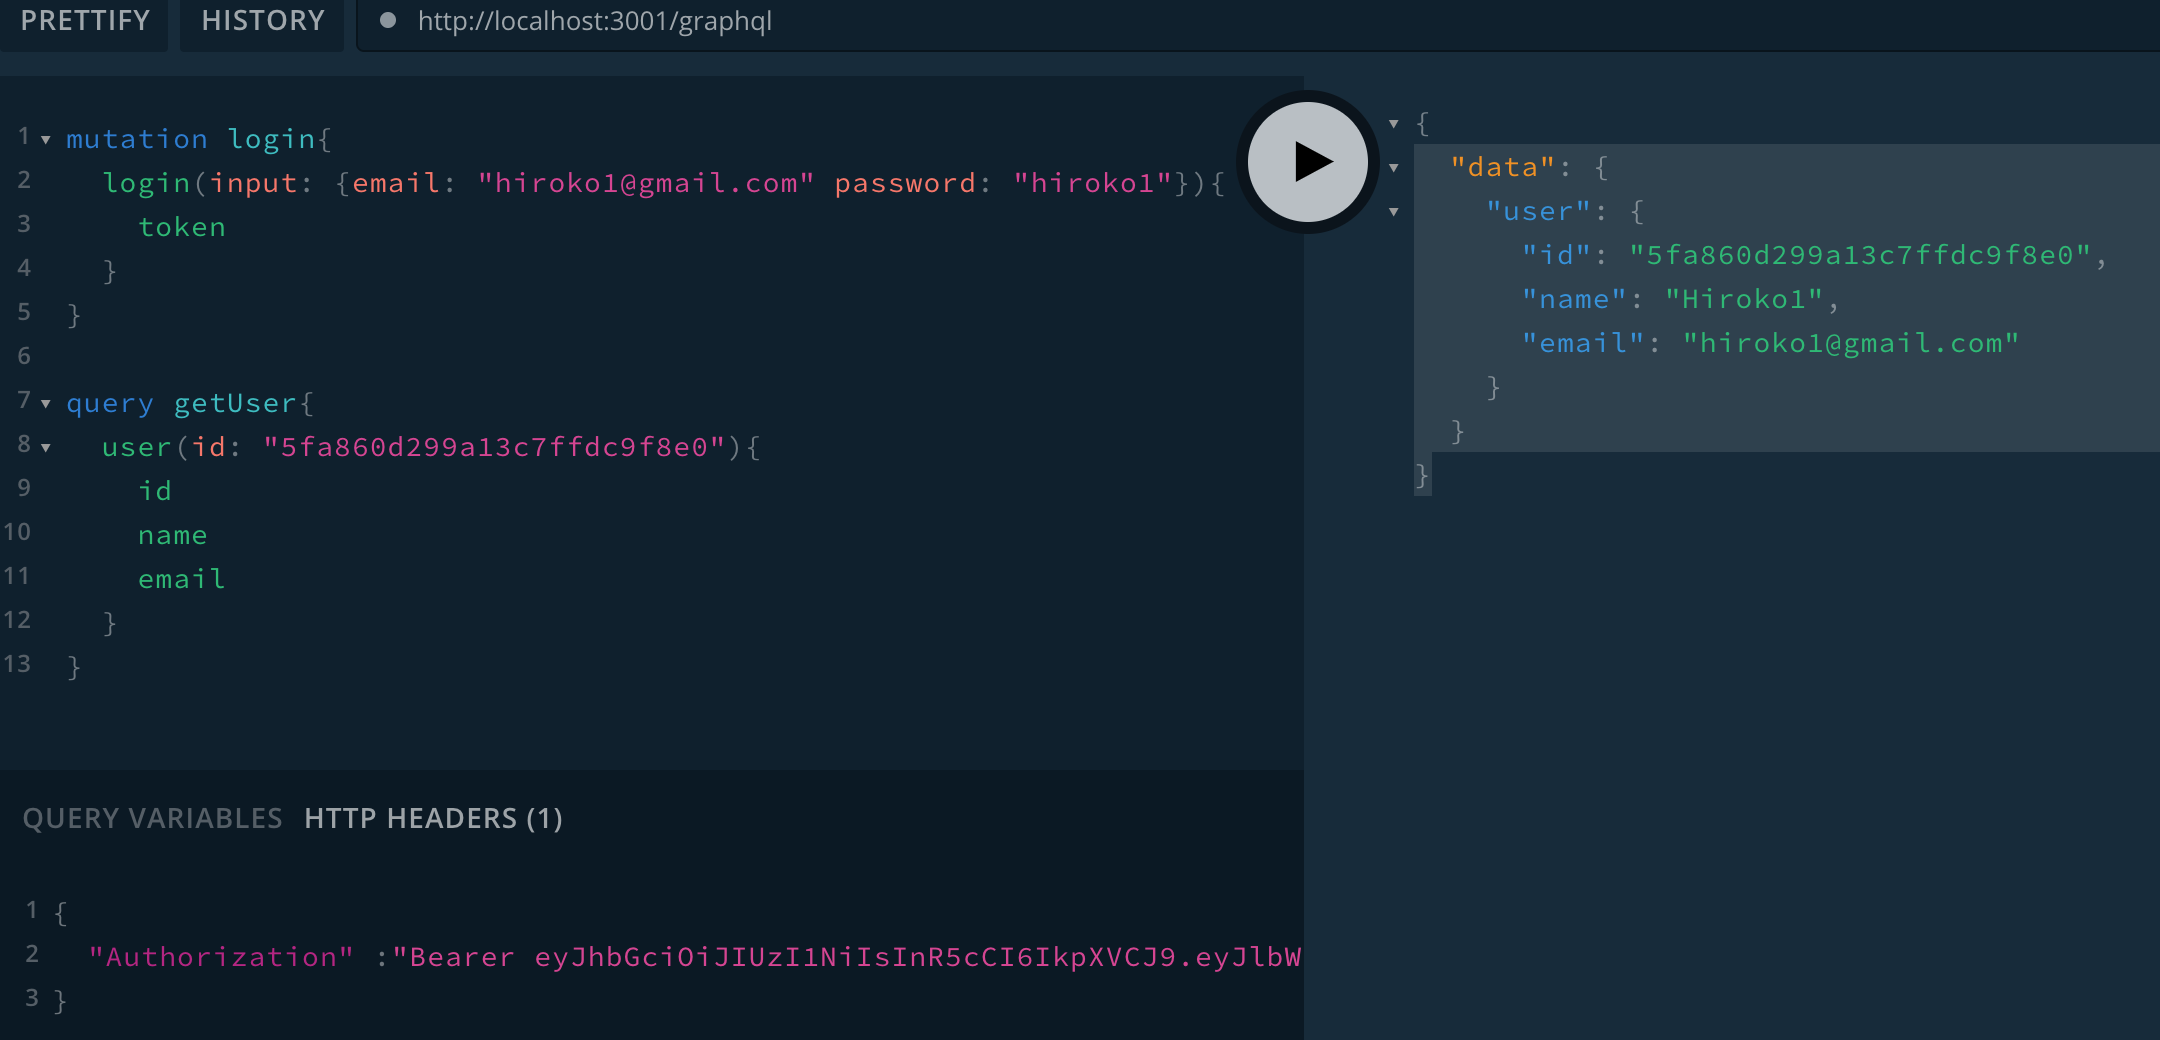 PRETTIFY HISTORY http://localhost:3001/graphql
1 mutation login{
2 login(input: {email: "hiroko1@gmail.com" password: "hiroko1"}){
3 token
4 }
5 }
6
7 query getUser{
8 user(id: "5fa860d299a13c7ffdc9f8e0"){
9 id
10 name
11 email
12 }
13 }
QUERY VARIABLES HTTP HEADERS (1)
1 {
2 "Authorization" :"Bearer eyJhbGciOiJIUzI1NiIsInR5cCI6IkpXVCJ9.eyJlbW
3 }
{
"data": {
"user": {
"id": "5fa860d299a13c7ffdc9f8e0",
"name": "Hiroko1",
"email": "hiroko1@gmail.com"
}
}
}